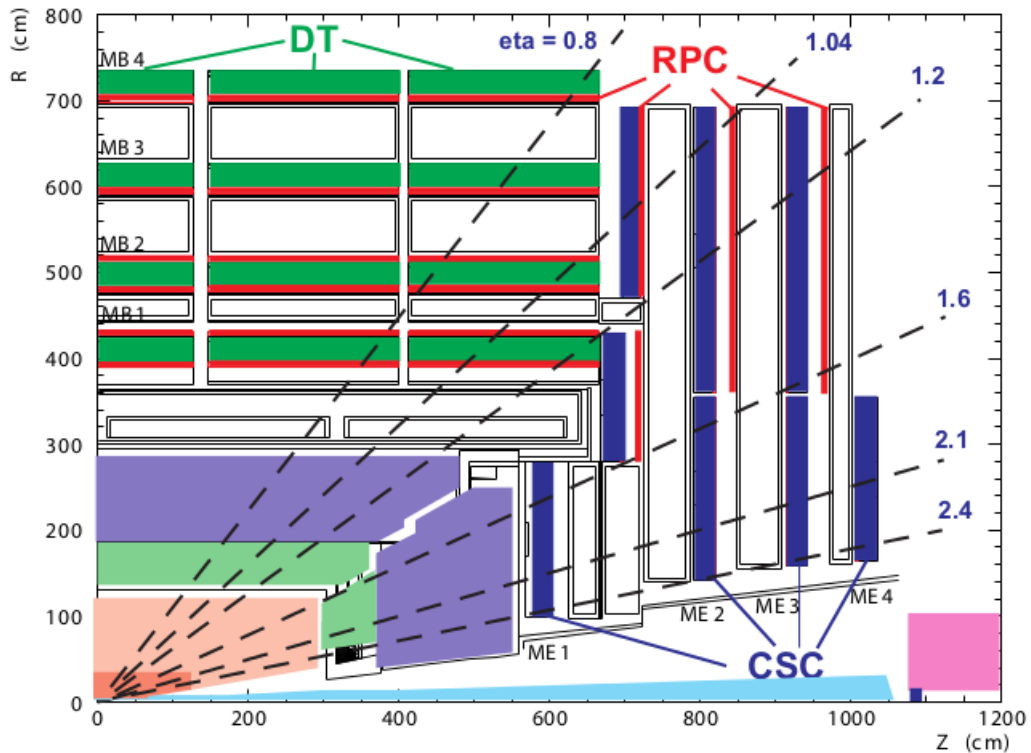 R (cm)
800
700
600
500
400
300
200
100
0
MB 4
MB 3
MB 2
MB 1
DT
eta = 0.8
RPC
1.04
1.2
1.6
2.1
2.4
ME 1
ME 2
ME 3
ME 4
CSC
0
200
400
600
800
1000
1200
Z (cm)